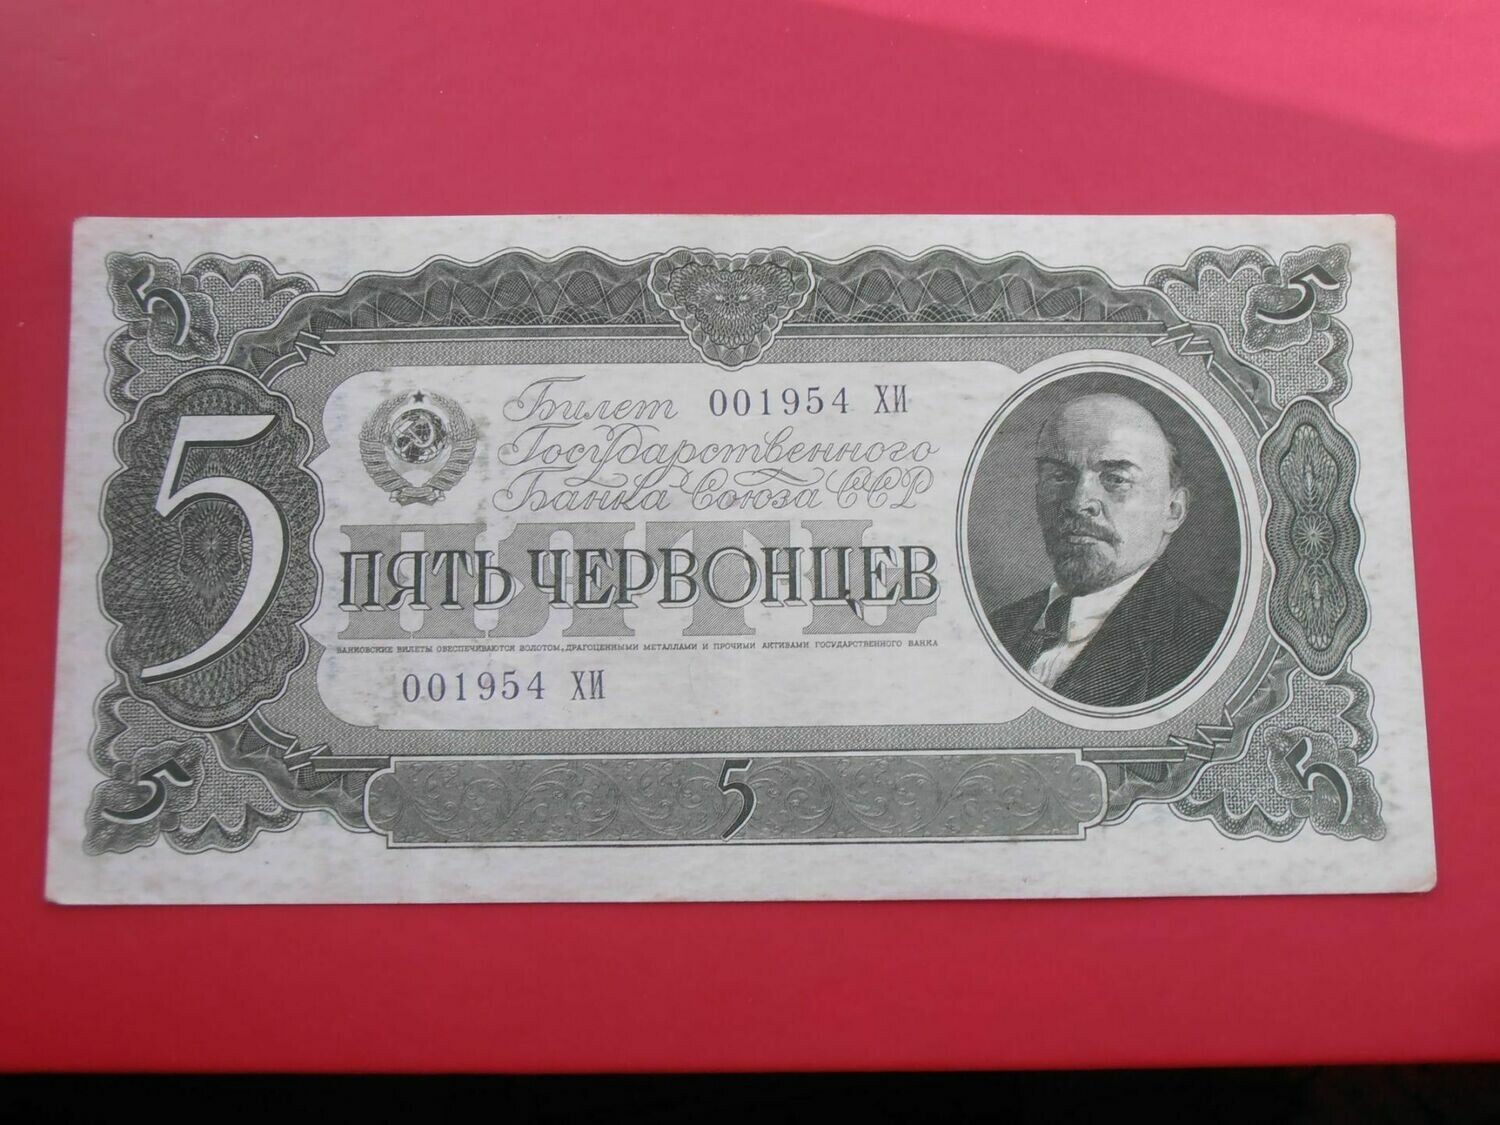 5 5
Билет 001954 ХИ
Государственного
Банка Союза ССР
5
ПЯТЬ
ПЯТЬ ЧЕРВОНЦЕВ
БАНКОВСКИЕ БИЛЕТЫ ОБЕСПЕЧИВАЮТСЯ ЗОЛОТОМ, ДРАГОЦЕННЫМИ МЕТАЛЛАМИ И ПРОЧИМИ АКТИВАМИ ГОСУДАРСТВЕННОГО БАНКА
001954 ХИ
5 5 5